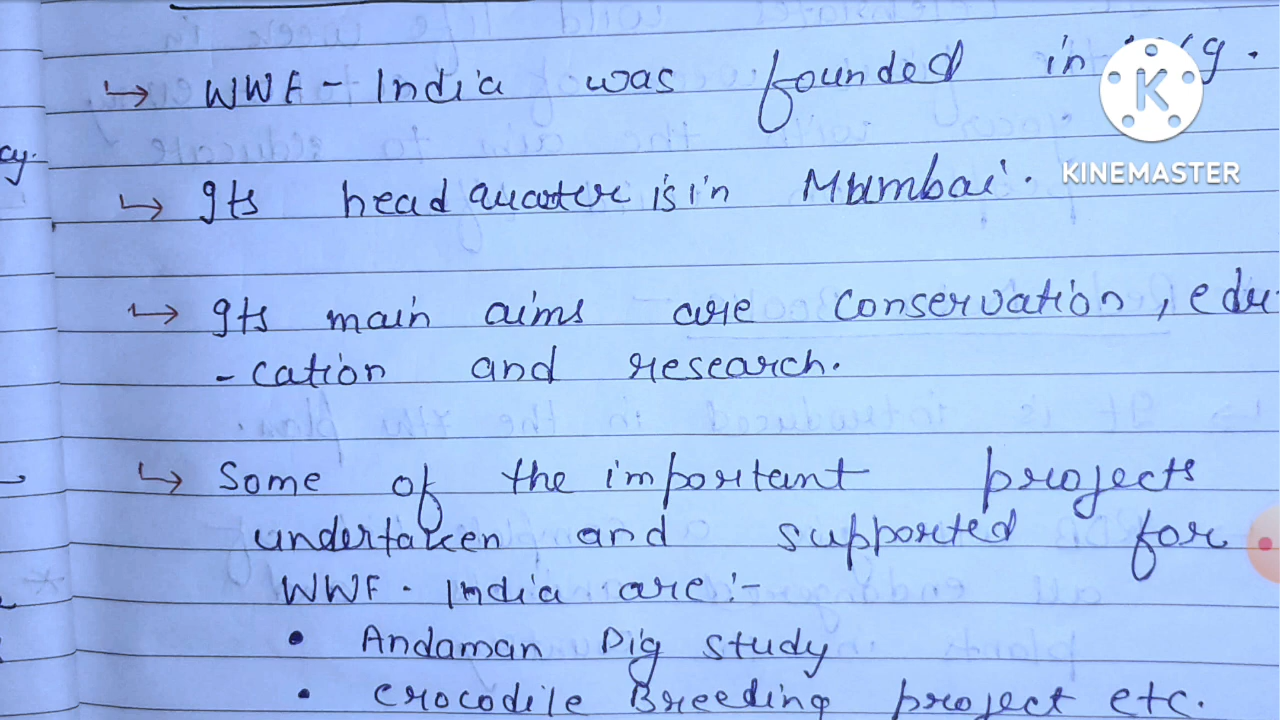 ↳ WWF - India was founded in
KINEMASTER
cy.
↳ Its head quater is in Mumbai.
↳ Its main aims are conservation, edu
- cation and research.
↳ Some of the important projects
undertaken and supported for
WWF - India are :-
• Andaman Pig study
• crocodile Breeding project etc.